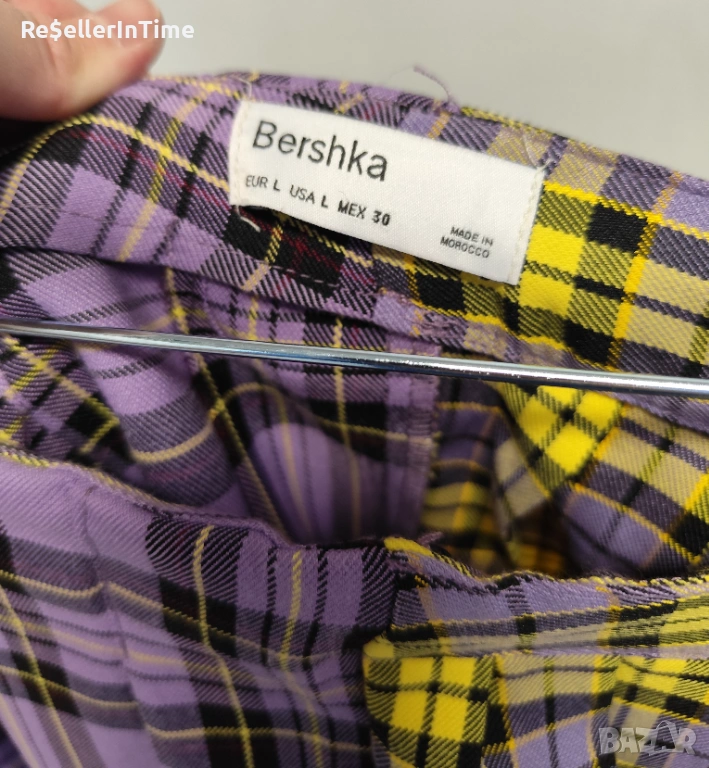 Re$ellerInTime
Bershka
EUR L USA L MEX 30
MADE IN
MOROCCO
BAZAR